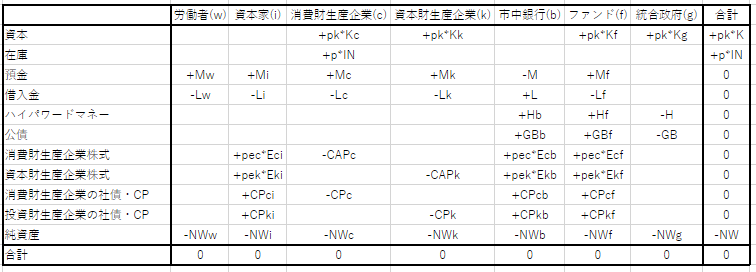 労働者(w) 資本家(i) 消費財生産企業(c) 資本財生産企業(k) 市中銀行(b) ファンド(f) 統合政府(g) 合計
資本 +pk*Kc +pk*Kk +pk*Kf +pk*Kg +pk*K
在庫 +p*IN +p*IN
預金 +Mw +Mi +Mc +Mk -M +Mf 0
借入金 -Lw -Li -Lc -Lk +L -Lf 0
ハイパワードマネー +Hb +Hf -H 0
公債 +GBb +GBf -GB 0
消費財生産企業株式 +pec*Eci -CAPc +pec*Ecb +pec*Ecf 0
資本財生産企業株式 +pek*Eki -CAPk +pek*Ekb +pek*Ekf 0
消費財生産企業の社債・CP +CPci -CPc +CPcb +CPcf 0
投資財生産企業の社債・CP +CPki -CPk +CPkb +CPkf 0
純資産 -NWw -NWi -NWc -NWk -NWb -NWf -NWg -NW
合計 0 0 0 0 0 0 0 0